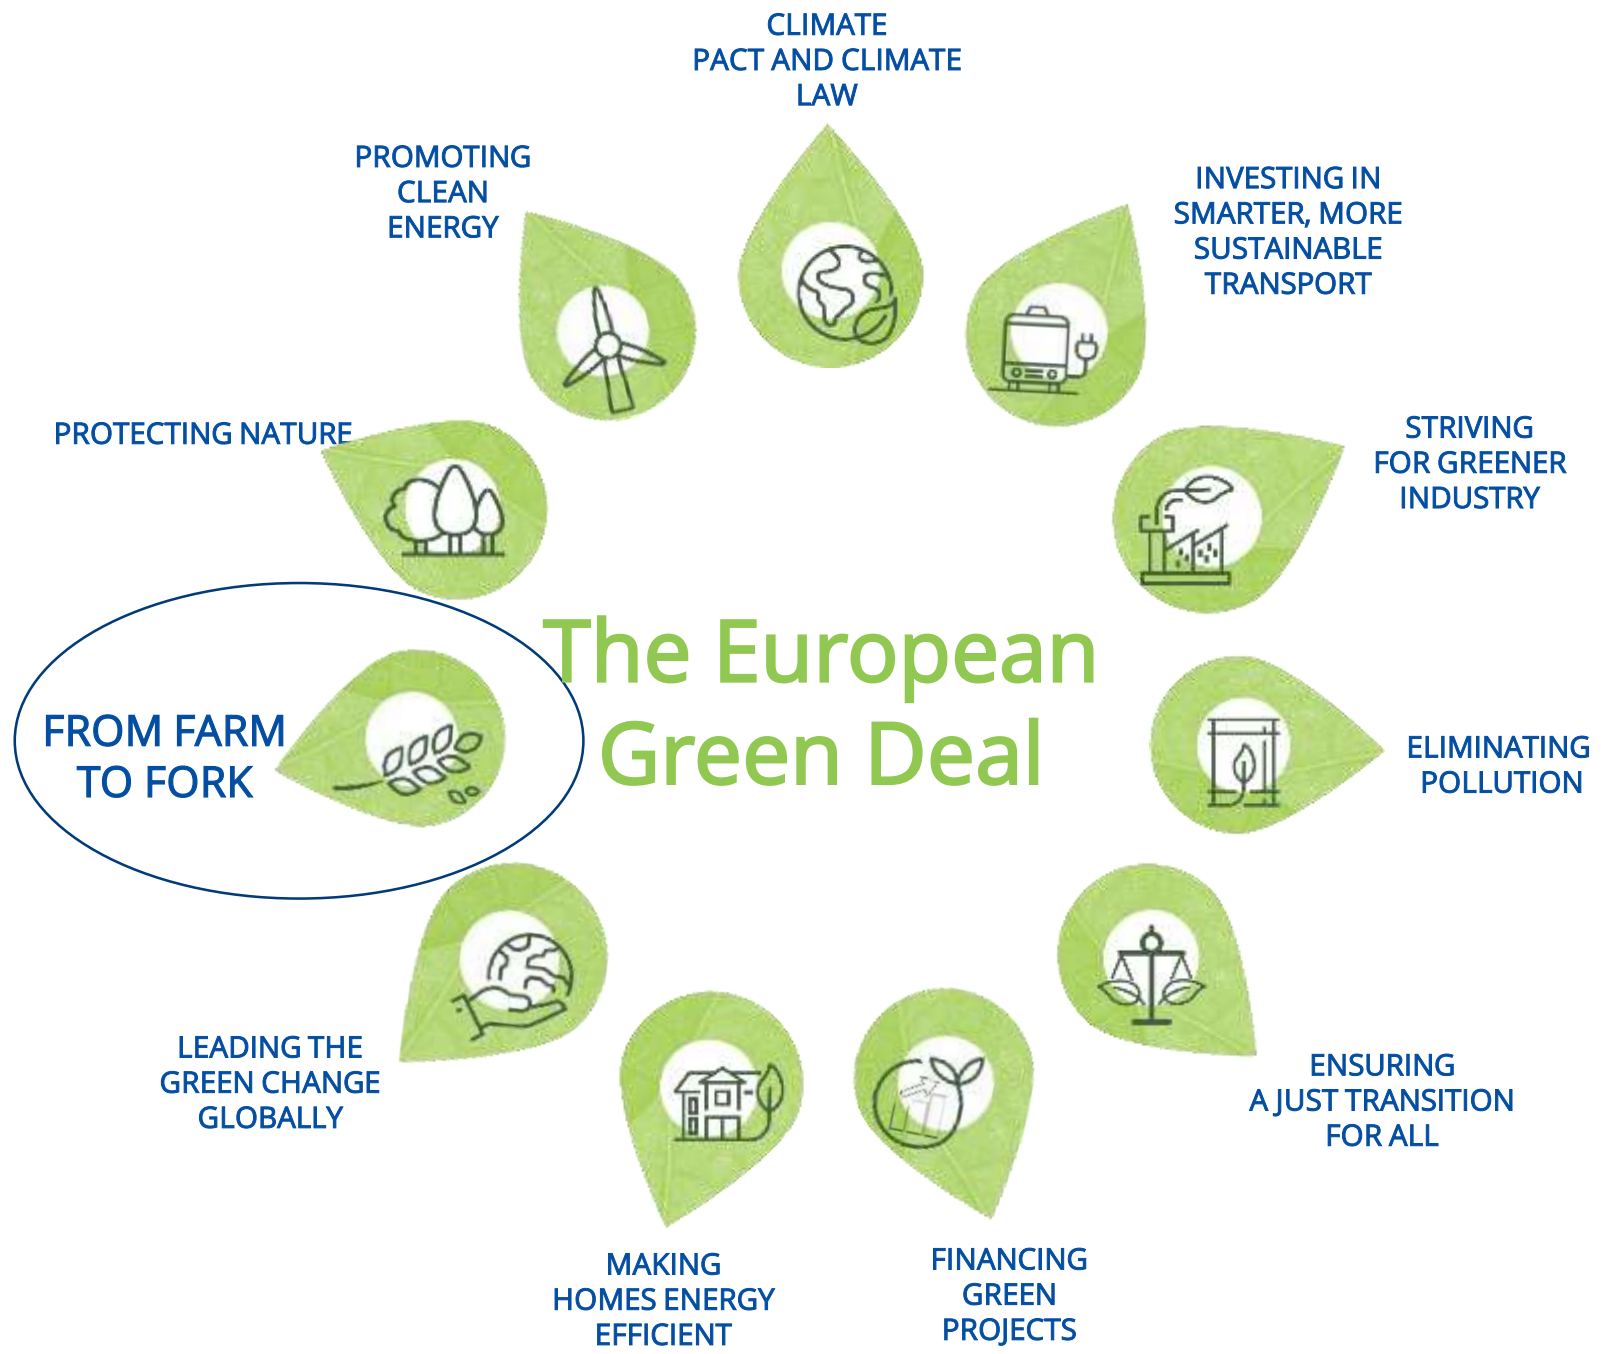 CLIMATE
PACT AND CLIMATE
LAW
PROMOTING
CLEAN
ENERGY
INVESTING IN
SMARTER, MORE
SUSTAINABLE
TRANSPORT
PROTECTING NATURE
STRIVING
FOR GREENER
INDUSTRY
The European
Green Deal
FROM FARM
TO FORK
ELIMINATING
POLLUTION
LEADING THE
GREEN CHANGE
GLOBALLY
ENSURING
A JUST TRANSITION
FOR ALL
MAKING
HOMES ENERGY
EFFICIENT
FINANCING
GREEN
PROJECTS